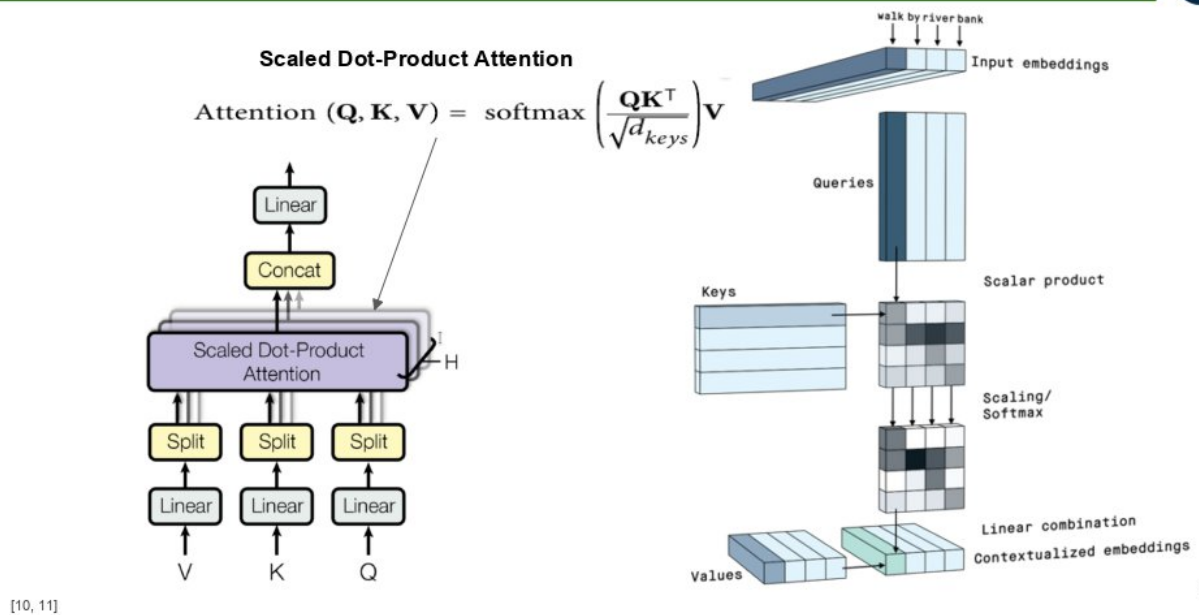 walk by river bank
Input embeddings
Scaled Dot-Product Attention
Attention (Q, K, V) = softmax (QKᵀ / √d_keys) V
Queries
Linear
Concat
Scalar product
Keys
Scaled Dot-Product
Attention
H
Scaling/
Softmax
Split Split Split
Linear Linear Linear
Linear combination
Contextualized embeddings
Values
V K Q
[10, 11]